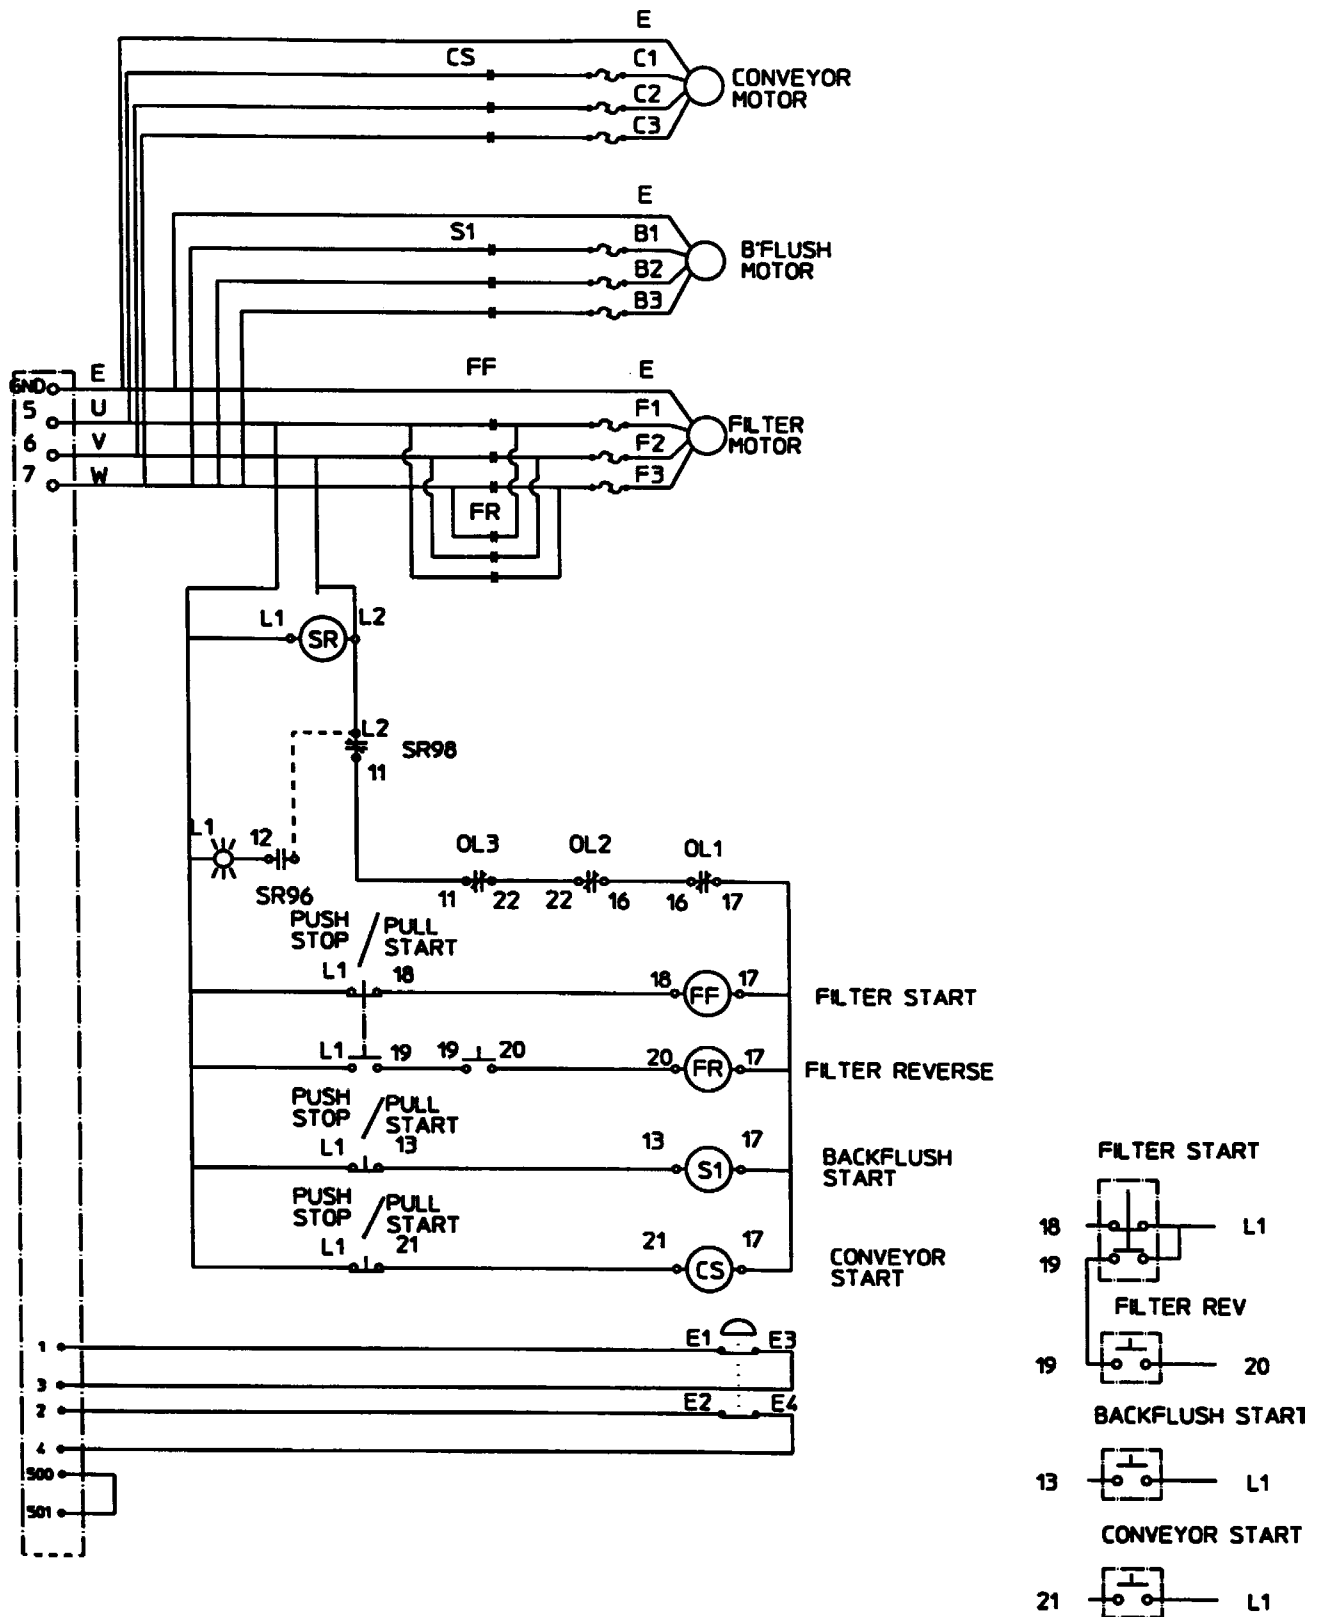 E
CS
C1
CONVEYOR
MOTOR
C2
C3
E
S1
B1
B'FLUSH
MOTOR
B2
B3
E
FF
E
GND
5
U
F1
FILTER
MOTOR
6
V
F2
7
W
F3
FR
L1
L2
SR
L2
SR98
11
L1
12
SR96
OL3
OL2
OL1
11
22
22
16
16
17
PUSH
STOP
PULL
START
L1
18
18
FF
17
FILTER START
L1
19
19
20
20
FR
17
FILTER REVERSE
PUSH
STOP
PULL
START
L1
13
13
S1
17
BACKFLUSH
START
PUSH
STOP
PULL
START
L1
21
21
CS
17
CONVEYOR
START
1
E1
E3
3
2
E2
E4
4
500
501
FILTER START
18
L1
19
FILTER REV
19
20
BACKFLUSH START
13
L1
CONVEYOR START
21
L1